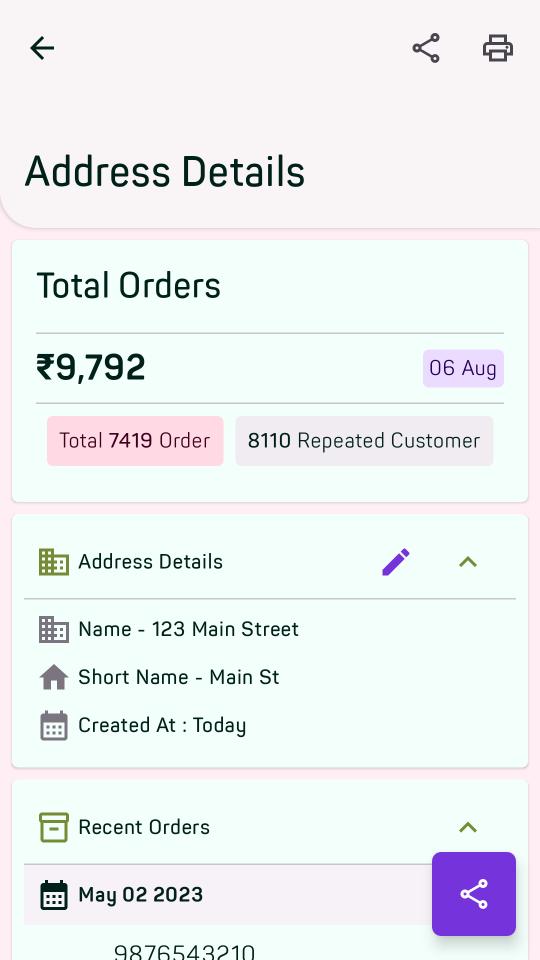 Address Details
Total Orders
₹9,792
06 Aug
Total 7419 Order
8110 Repeated Customer
Address Details
Name - 123 Main Street
Short Name - Main St
Created At : Today
Recent Orders
May 02 2023
9876543210